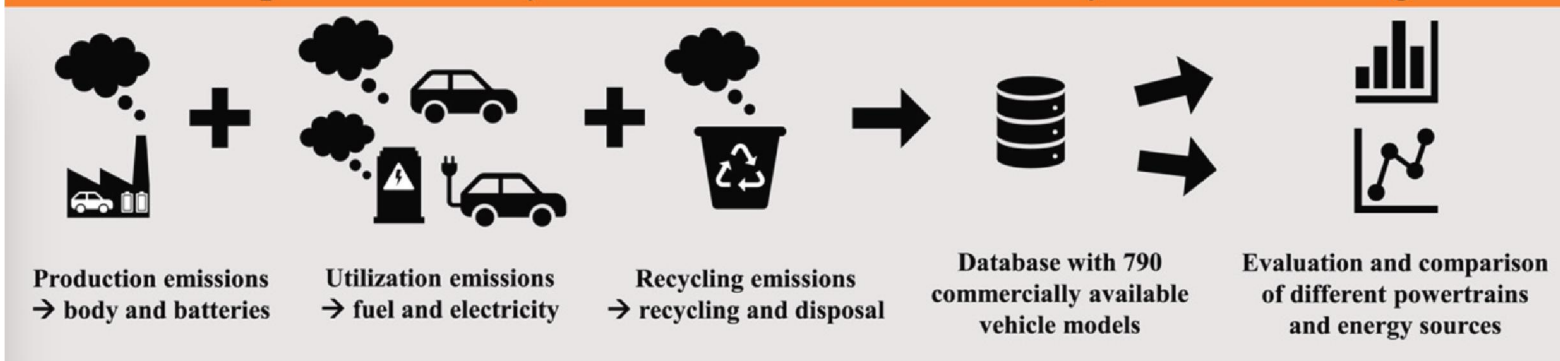 Production emissions
→ body and batteries
Utilization emissions
→ fuel and electricity
Recycling emissions
→ recycling and disposal
Database with 790
commercially available
vehicle models
Evaluation and comparison
of different powertrains
and energy sources